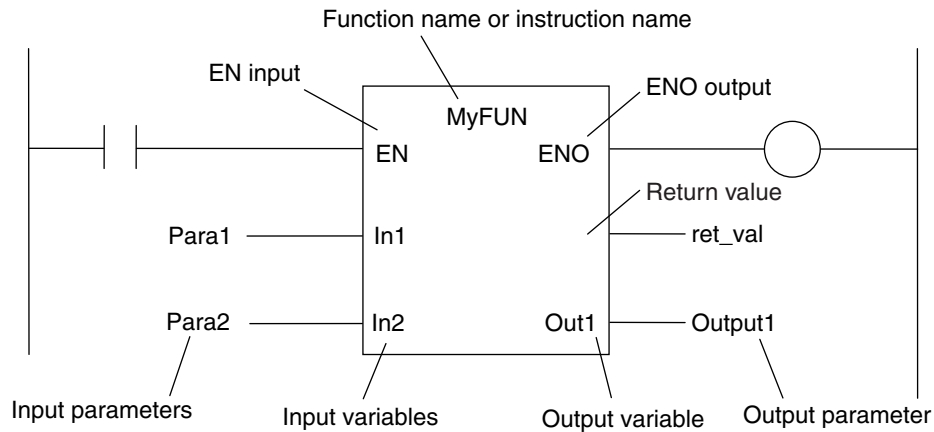 Function name or instruction name
EN input
ENO output
MyFUN
EN
ENO
Return value
Para1
In1
ret_val
Para2
In2
Out1
Output1
Input parameters
Input variables
Output variable
Output parameter